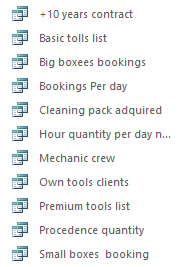 +10 years contract
Basic tolls list
Big boxees bookings
Bookings Per day
Cleaning pack adquired
Hour quantity per day n...
Mechanic crew
Own tools clients
Premium tools list
Procedence quantity
Small boxes  booking